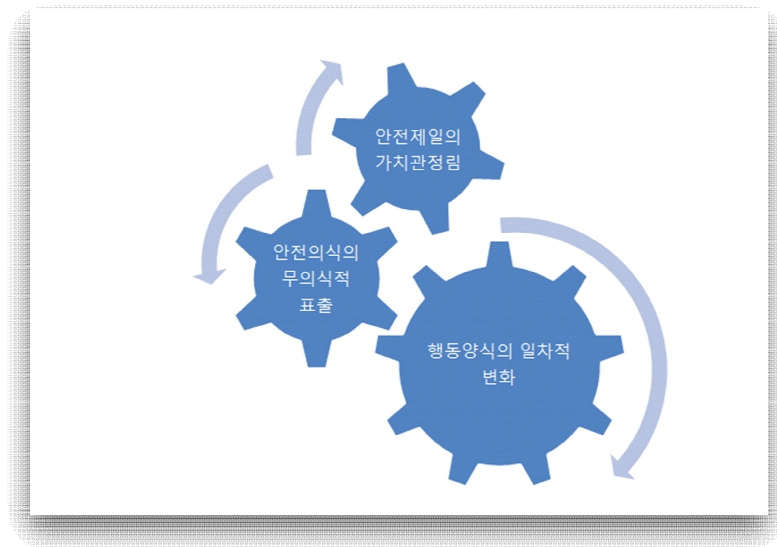 안전제일의
가치관정림
안전의식의
무의식적
표출
행동양식의 일차적
변화